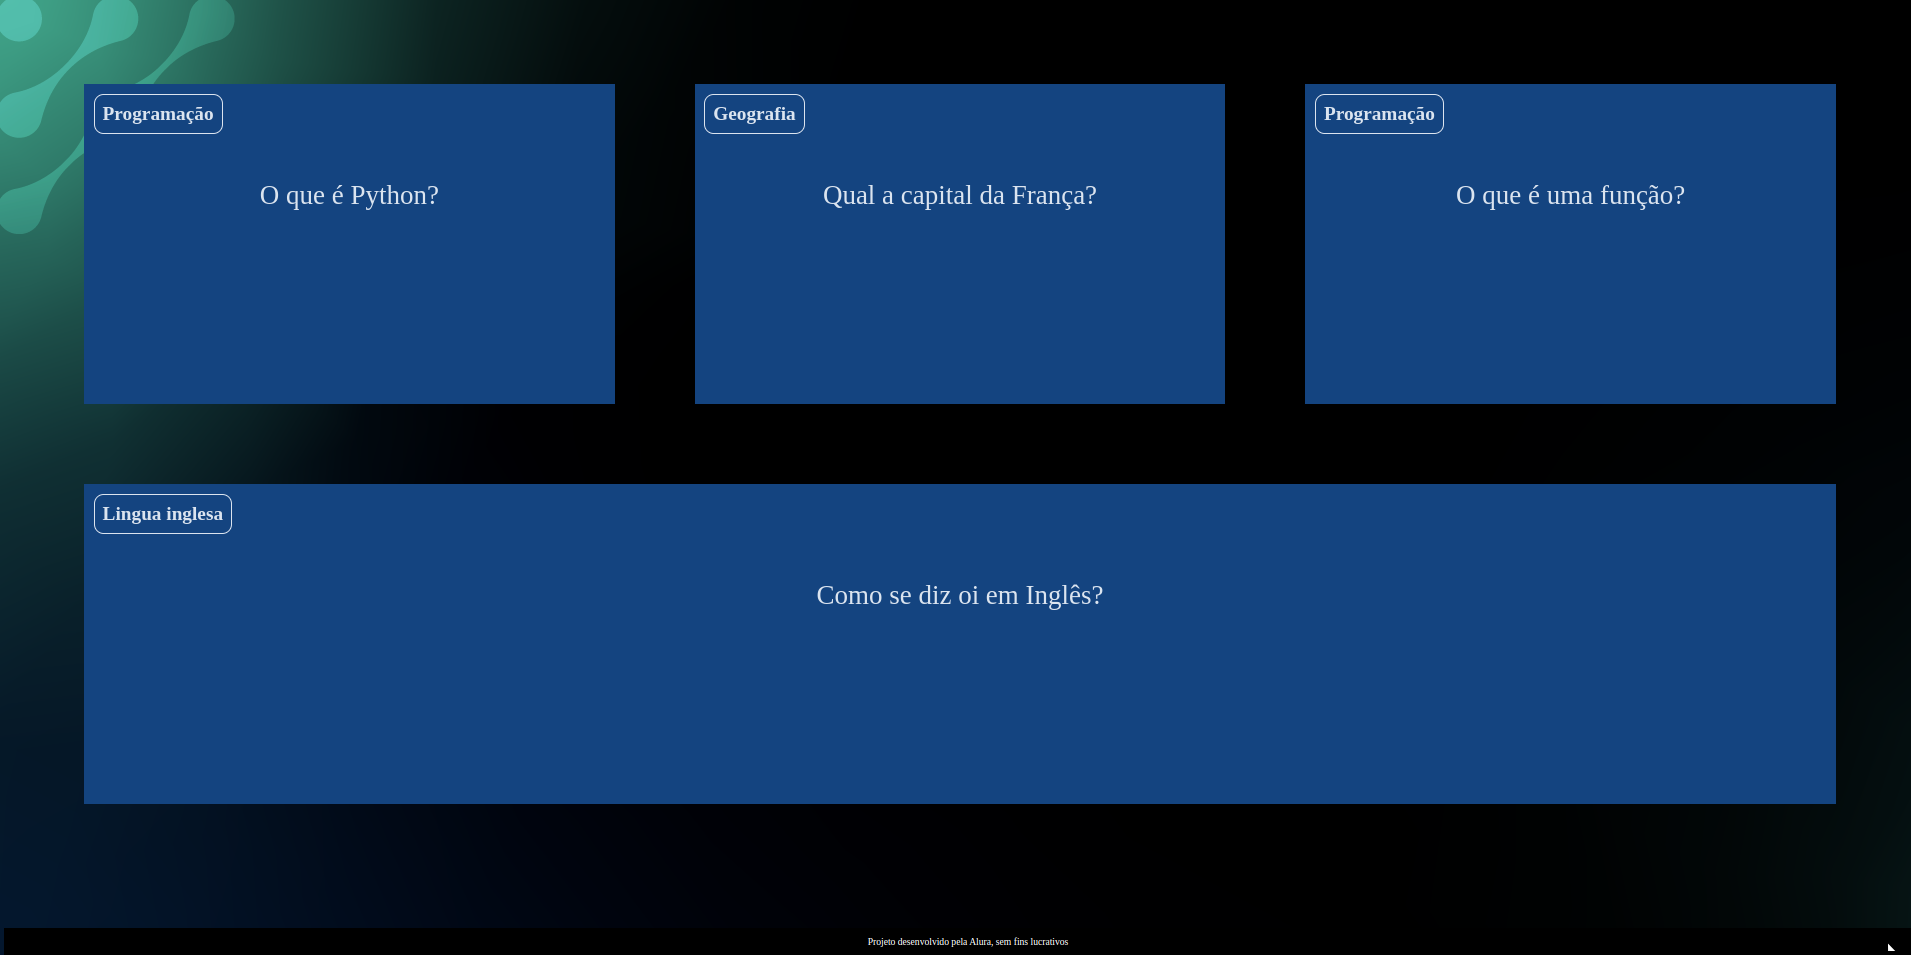 Programação
O que é Python?
Geografia
Qual a capital da França?
Programação
O que é uma função?
Lingua inglesa
Como se diz oi em Inglês?
Projeto desenvolvido pela Alura, sem fins lucrativos